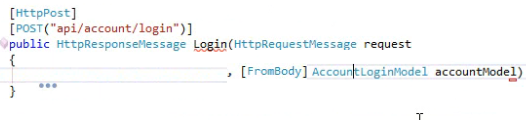 [HttpPost]
[POST("api/account/login")]
public HttpResponseMessage Login(HttpRequestMessage request
{
, [FromBody] AccountLoginModel accountModel)
}